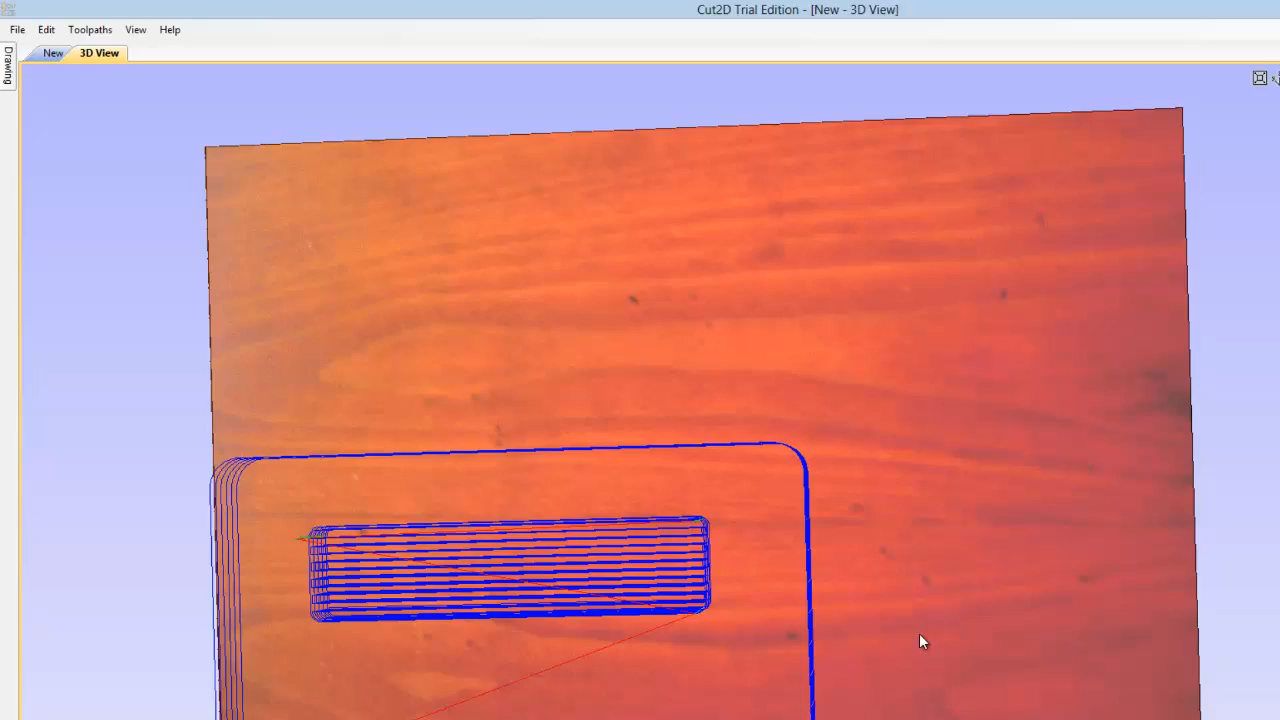 Cut2D Trial Edition - [New - 3D View]
File Edit Toolpaths View Help
New 3D View
Drawing